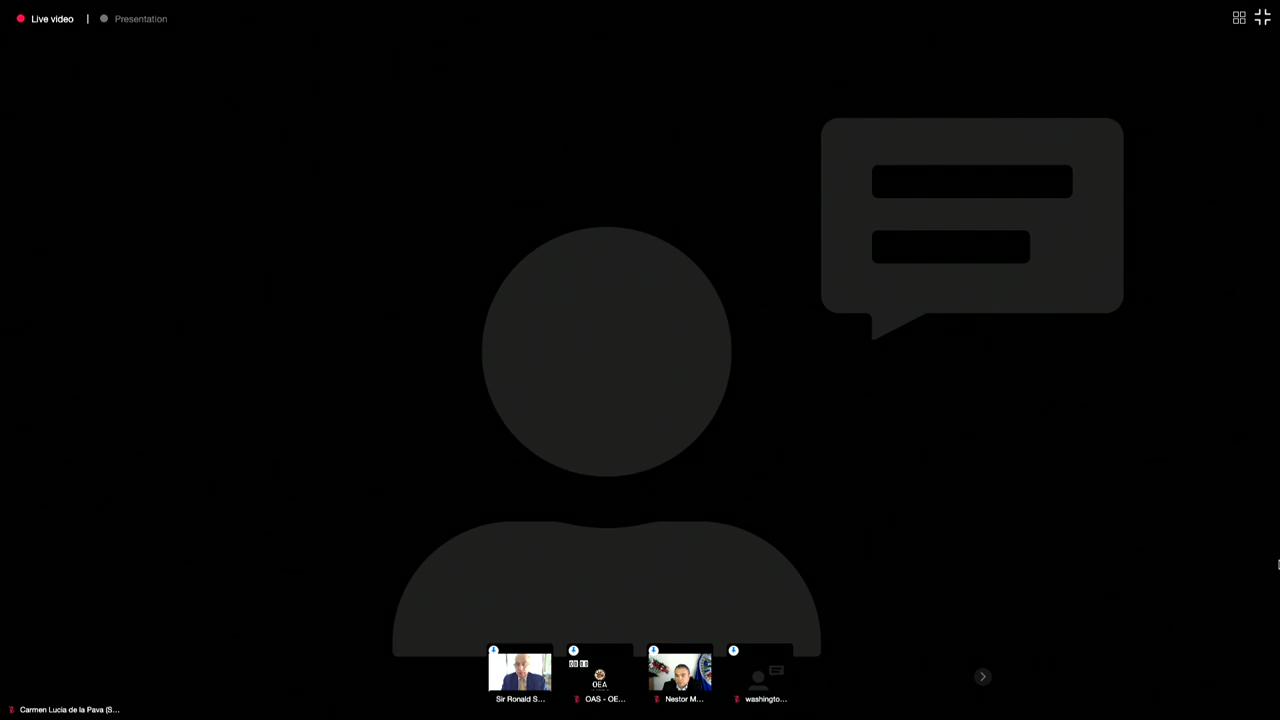 Live video | Presentation
OEA
Sir Ronald S...
OAS - OE...
Nestor M...
washingto...
Carmen Lucia de la Pava (S...